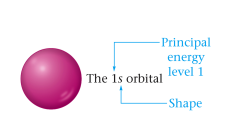 Principal
energy
level 1
The 1s orbital
Shape